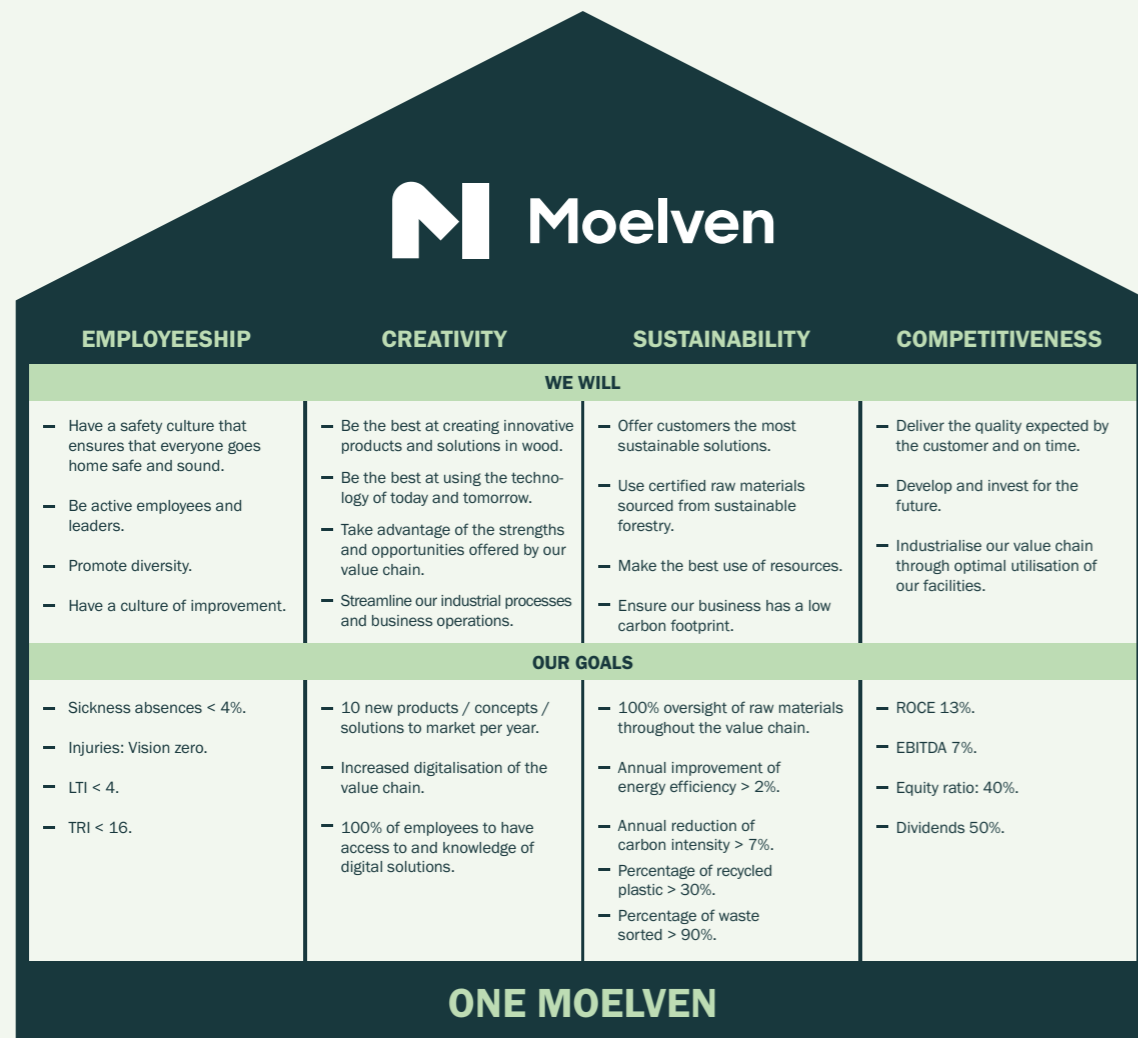 Moelven
EMPLOYEESHIP
CREATIVITY
SUSTAINABILITY
COMPETITIVENESS
WE WILL
— Have a safety culture that
ensures that everyone goes
home safe and sound.
— Be active employees and
leaders.
— Promote diversity.
— Have a culture of improvement.
— Be the best at creating innovative
products and solutions in wood.
— Be the best at using the techno-
logy of today and tomorrow.
— Take advantage of the strengths
and opportunities offered by our
value chain.
— Streamline our industrial processes
and business operations.
— Offer customers the most
sustainable solutions.
— Use certified raw materials
sourced from sustainable
forestry.
— Make the best use of resources.
— Ensure our business has a low
carbon footprint.
— Deliver the quality expected by
the customer and on time.
— Develop and invest for the
future.
— Industrialise our value chain
through optimal utilisation of
our facilities.
OUR GOALS
— Sickness absences < 4%.
— Injuries: Vision zero.
— LTI < 4.
— TRI < 16.
— 10 new products / concepts /
solutions to market per year.
— Increased digitalisation of the
value chain.
— 100% of employees to have
access to and knowledge of
digital solutions.
— 100% oversight of raw materials
throughout the value chain.
— Annual improvement of
energy efficiency > 2%.
— Annual reduction of
carbon intensity > 7%.
— Percentage of recycled
plastic > 30%.
— Percentage of waste
sorted > 90%.
— ROCE 13%.
— EBITDA 7%.
— Equity ratio: 40%.
— Dividends 50%.
ONE MOELVEN